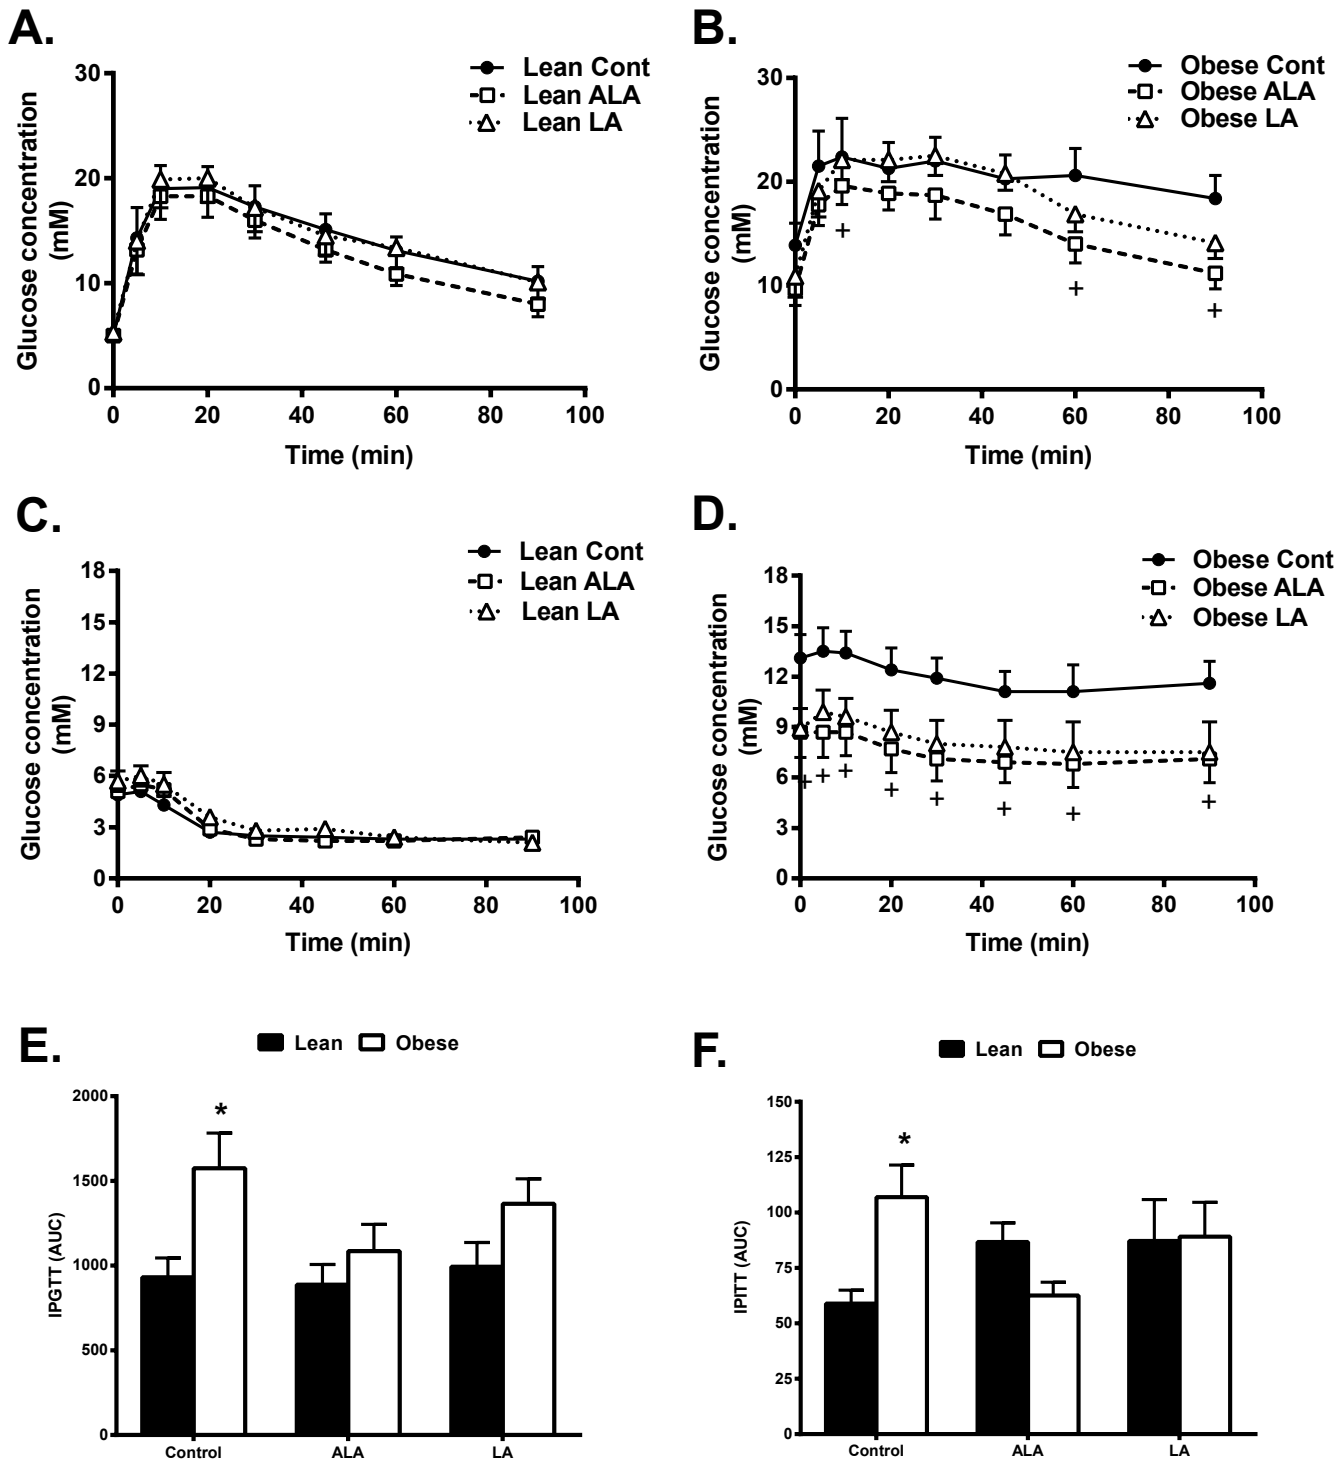 A.
Lean Cont
Lean ALA
Lean LA
Glucose concentration
(mM)
30
20
10
0
0 20 40 60 80 100
Time (min)
B.
Obese Cont
Obese ALA
Obese LA
Glucose concentration
(mM)
30
20
10
0
+ + +
0 20 40 60 80 100
Time (min)
C.
Lean Cont
Lean ALA
Lean LA
Glucose concentration
(mM)
18
15
12
9
6
3
0
0 20 40 60 80 100
Time (min)
D.
Obese Cont
Obese ALA
Obese LA
Glucose concentration
(mM)
18
15
12
9
6
3
0
+ + + + + + + +
0 20 40 60 80 100
Time (min)
E.
Lean Obese
IPGTT (AUC)
2000
1500
1000
500
0
*
Control ALA LA
F.
Lean Obese
IPITT (AUC)
150
125
100
75
50
25
0
*
Control ALA LA